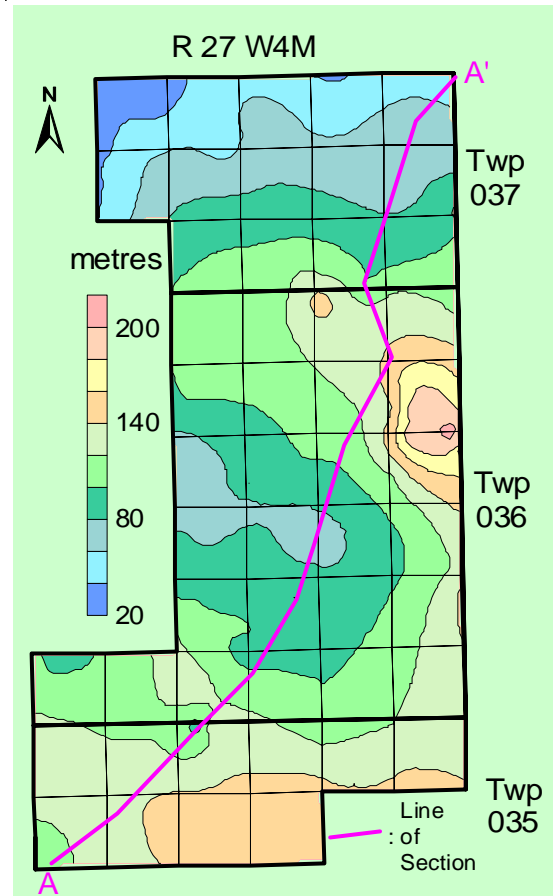 R 27 W4M
A'
N
Twp
037
metres
200
140
80
20
Twp
036
Twp
035
Line
: of
Section
A